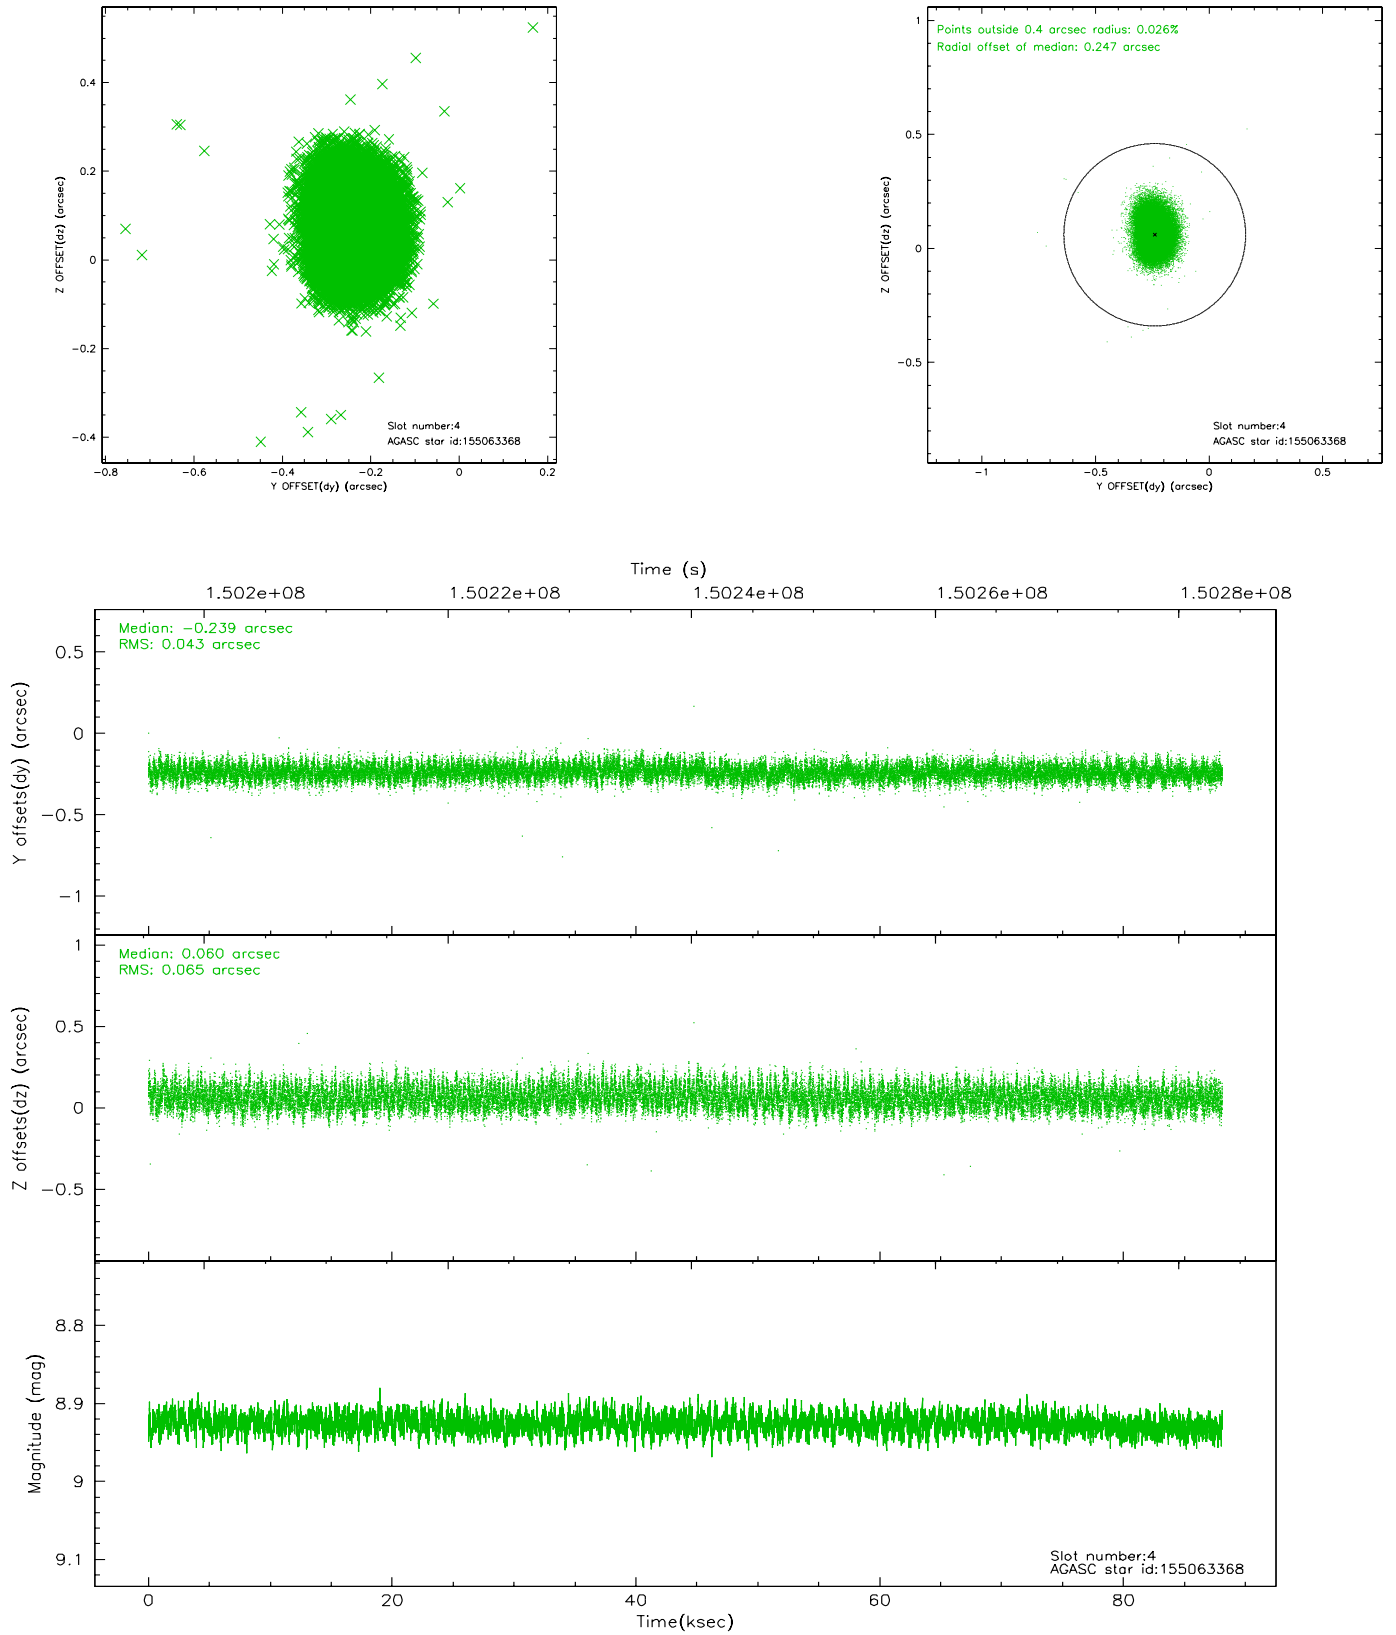 0.4
0.2
0
−0.2
−0.4
Z OFFSET(dz) (arcsec)
Slot number:4
AGASC star id:155063368
−0.8
−0.6
−0.4
−0.2
0
0.2
Y OFFSET(dy) (arcsec)
Points outside 0.4 arcsec radius: 0.026%
Radial offset of median: 0.247 arcsec
1
0.5
0
−0.5
Z OFFSET(dz) (arcsec)
Slot number:4
AGASC star id:155063368
−1
−0.5
0
0.5
Y OFFSET(dy) (arcsec)
Time (s)
1.502e+08
1.5022e+08
1.5024e+08
1.5026e+08
1.5028e+08
Median: −0.239 arcsec
RMS: 0.043 arcsec
0.5
0
−0.5
−1
Y offsets(dy) (arcsec)
Median: 0.060 arcsec
RMS: 0.065 arcsec
1
0.5
0
−0.5
Z offsets(dz) (arcsec)
8.8
8.9
9
9.1
Magnitude (mag)
Slot number:4
AGASC star id:155063368
0
20
40
60
80
Time(ksec)